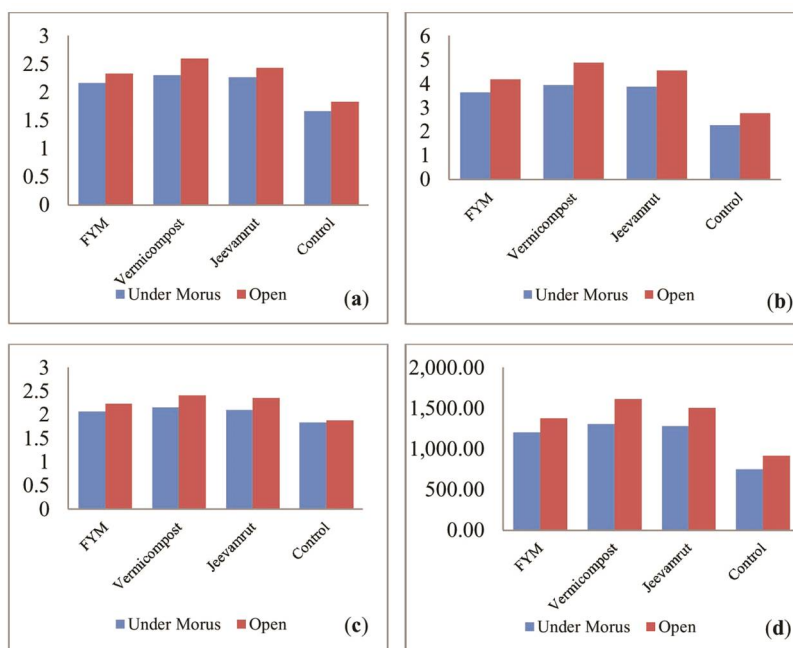 3
2.5
2
1.5
1
0.5
0
FYM
Vermicompost
Jeevamrut
Control
Under Morus Open
(a)
6
5
4
3
2
1
0
FYM
Vermicompost
Jeevamrut
Control
Under Morus Open
(b)
3
2.5
2
1.5
1
0.5
0
FYM
Vermicompost
Jeevamrut
Control
Under Morus Open
(c)
2,000.00
1,500.00
1,000.00
500.00
0.00
FYM
Vermicompost
Jeevamrut
Control
Under Morus Open
(d)